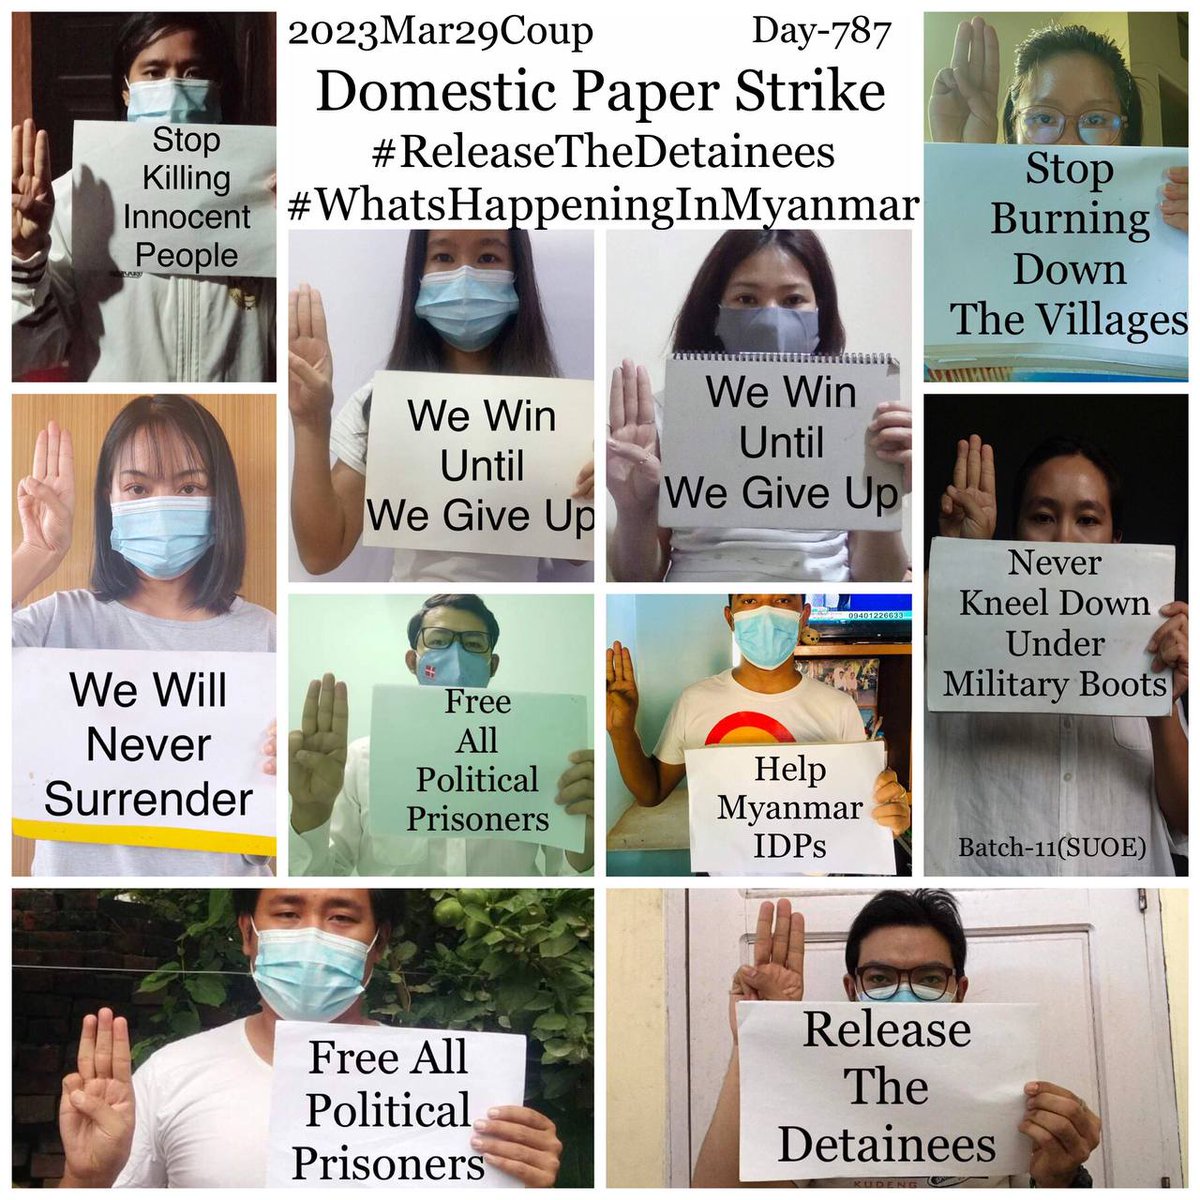 2023Mar29Coup Day-787
Domestic Paper Strike
#ReleaseTheDetainees
#WhatsHappeningInMyanmar
Stop
Killing
Innocent
People
We Win
Until
We Give Up
We Win
Until
We Give Up
Stop
Burning
Down
The Villages
We Will
Never
Surrender
Free
All
Political
Prisoners
09401226633
Help
Myanmar
IDPs
Never
Kneel Down
Under
Military Boots
Batch-11(SUOE)
Free All
Political
Prisoners
Release
The
Detainees
KUDENG